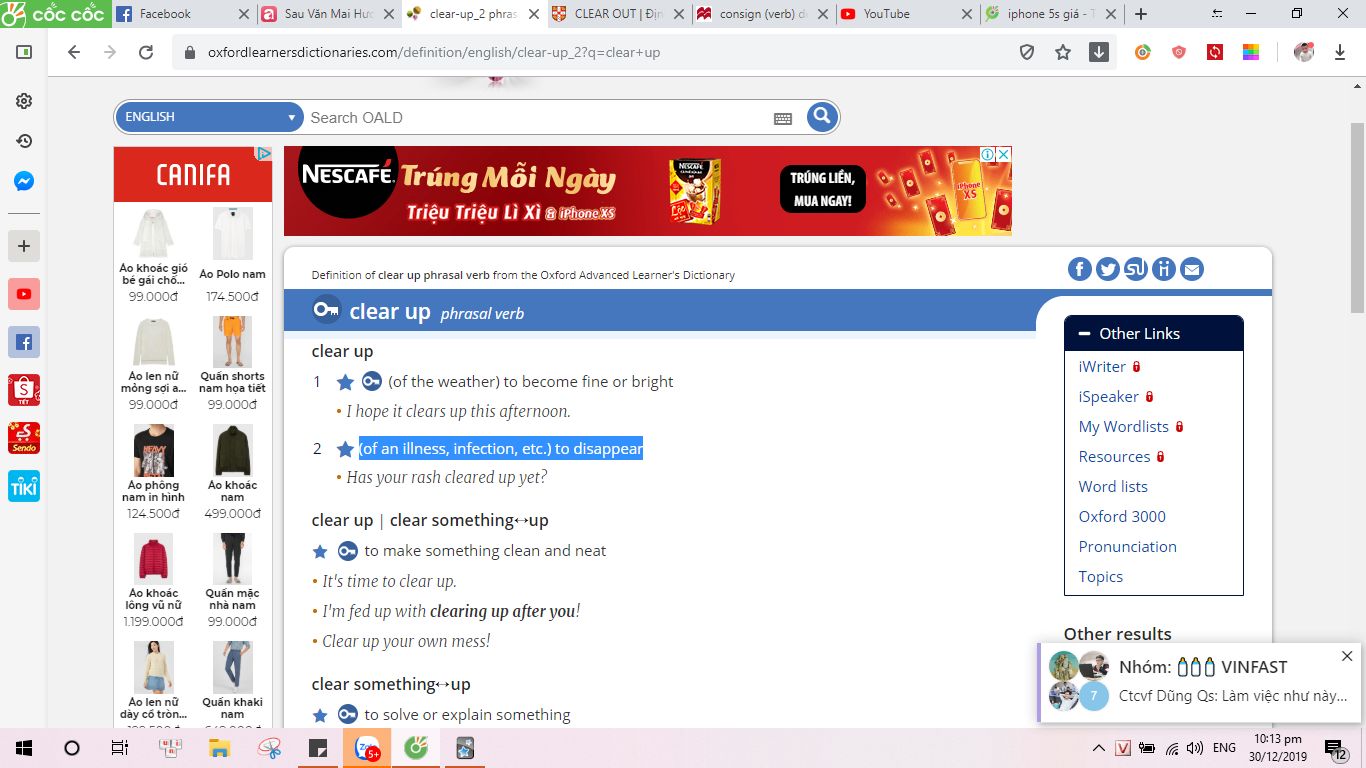 cốc cốc
Facebook
Sau Văn Mai Hươ
clear-up_2 phras
CLEAR OUT | Địn
consign (verb) de
YouTube
iphone 5s giá - T
oxfordlearnersdictionaries.com/definition/english/clear-up_2?q=clear+up
ENGLISH
Search OALD
CANIFA
Áo khoác gió
bé gái chố...
99.000đ
Áo Polo nam
174.500đ
Áo len nữ
mỏng sợi a...
99.000đ
Quần shorts
nam họa tiết
99.000đ
HEAVY
Áo phông
nam in hình
124.500đ
Áo khoác
nam
499.000đ
Áo khoác
lông vũ nữ
1.199.000đ
Quần mặc
nhà nam
99.000đ
Áo len nữ
dày cổ tròn...
Quần khaki
nam
NESCAFÉ
Trúng Mỗi Ngày
Triệu Triệu Lì Xì & iPhone XS
TRÚNG LIỀN,
MUA NGAY!
iPhone
XS
Definition of clear up phrasal verb from the Oxford Advanced Learner's Dictionary
clear up phrasal verb
clear up
1 (of the weather) to become fine or bright
• I hope it clears up this afternoon.
2 (of an illness, infection, etc.) to disappear
• Has your rash cleared up yet?
clear up | clear something↔up
to make something clean and neat
• It's time to clear up.
• I'm fed up with clearing up after you!
• Clear up your own mess!
clear something↔up
to solve or explain something
Other Links
iWriter
iSpeaker
My Wordlists
Resources
Word lists
Oxford 3000
Pronunciation
Topics
Other results
Nhóm: VINFAST
7
Ctcvf Dũng Qs: Làm việc như này...
TẾT
Sendo
TIKI
5+
ENG
10:13 pm
30/12/2019
12